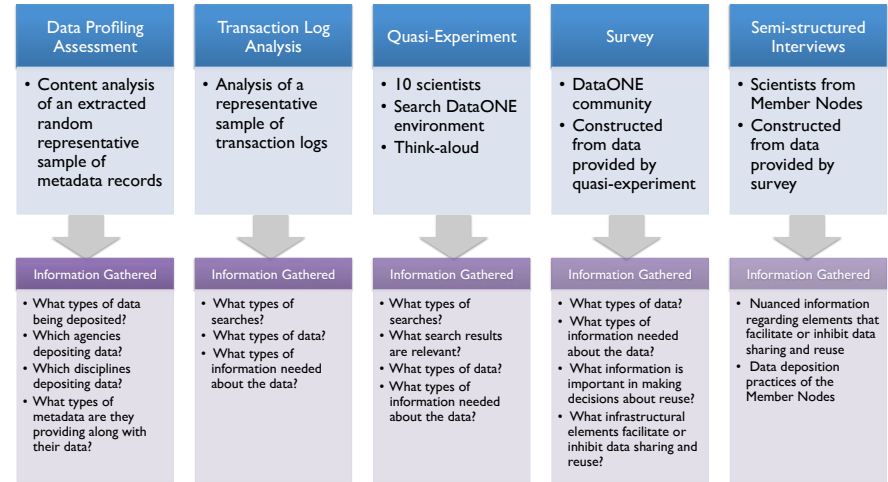 Data Profiling
Assessment
• Content analysis
of an extracted
random
representative
sample of
metadata records
Information Gathered
• What types of data
being deposited?
• Which agencies
depositing data?
• Which disciplines
depositing data?
• What types of
metadata are they
providing along with
their data?
Transaction Log
Analysis
• Analysis of a
representative
sample of
transaction logs
Information Gathered
• What types of
searches?
• What types of data?
• What types of
information needed
about the data?
Quasi-Experiment
• 10 scientists
• Search DataONE
environment
• Think-aloud
Information Gathered
• What types of
searches?
• What search results
are relevant?
• What types of data?
• What types of
information needed
about the data?
Survey
• DataONE
community
• Constructed
from data
provided by
quasi-experiment
Information Gathered
• What types of data?
• What types of
information needed
about the data?
• What information is
important in making
decisions about reuse?
• What infrastructural
elements facilitate or
inhibit data sharing and
reuse?
Semi-structured
Interviews
• Scientists from
Member Nodes
• Constructed
from data
provided by
survey
Information Gathered
• Nuanced information
regarding elements that
facilitate or inhibit data
sharing and reuse
• Data deposition
practices of the
Member Nodes